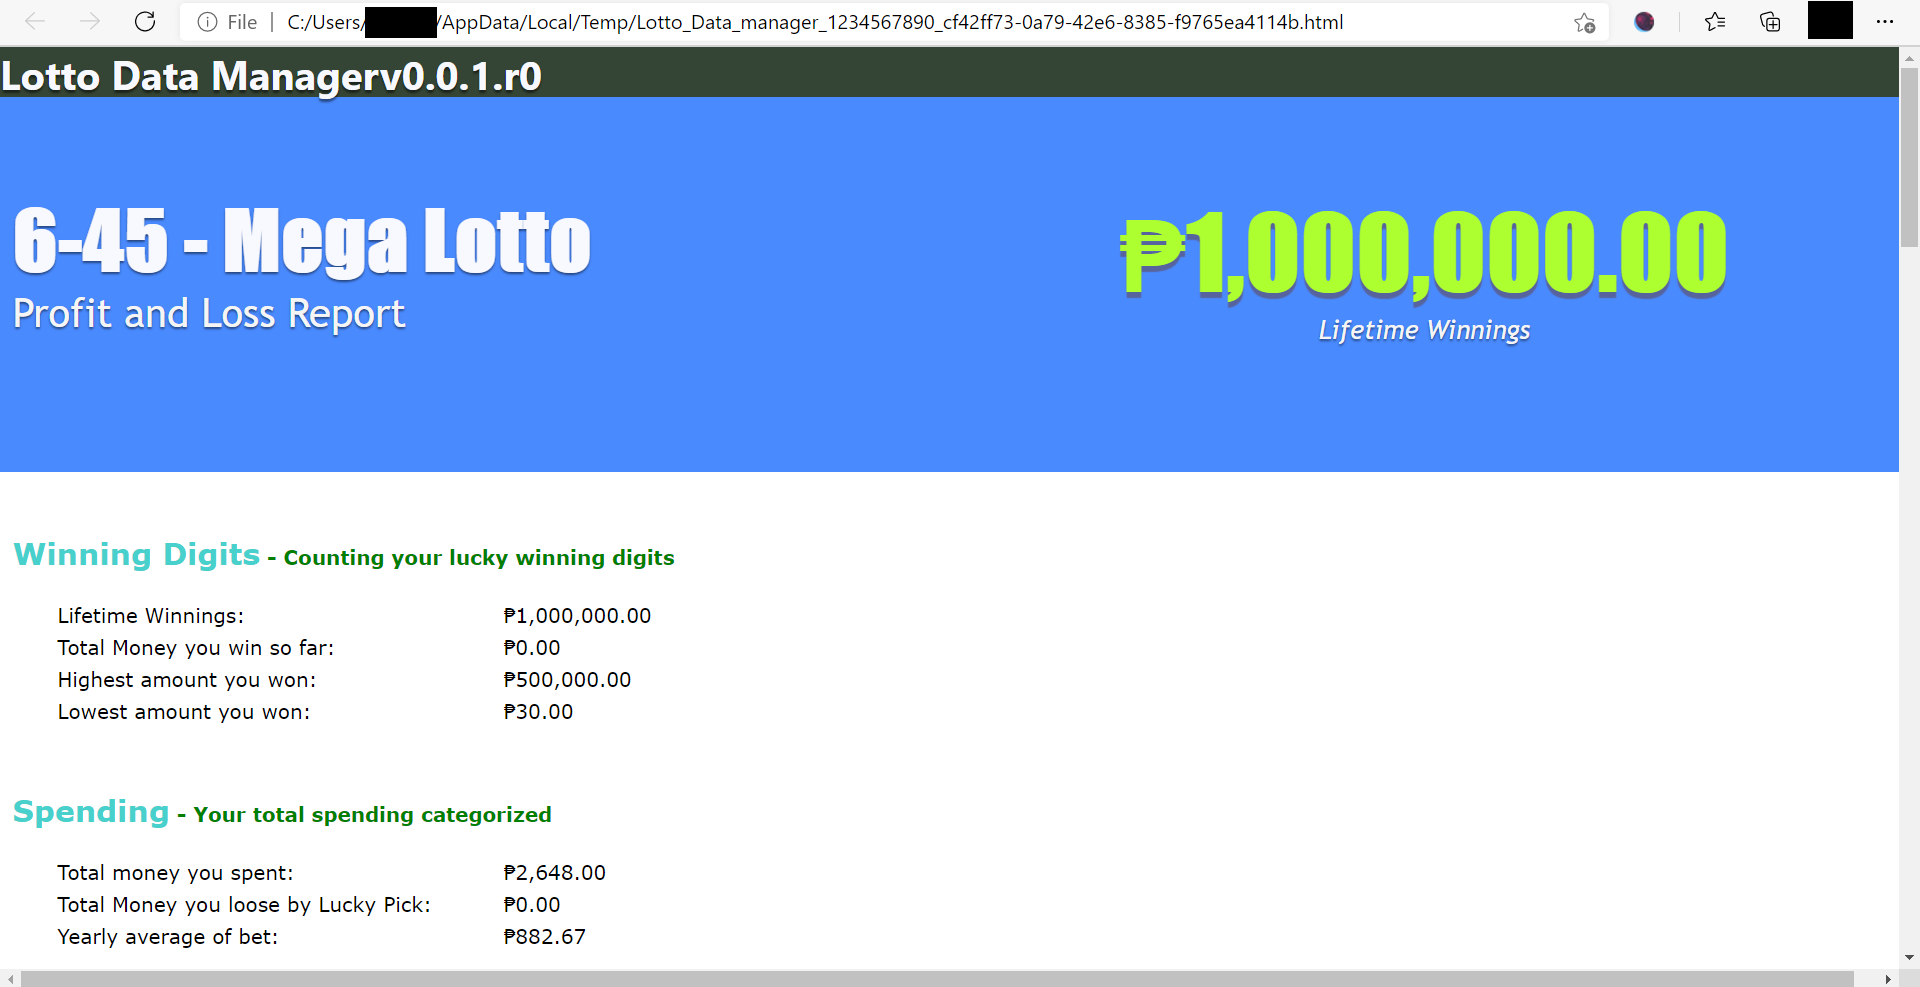 File C:/Users/ /AppData/Local/Temp/Lotto_Data_manager_1234567890_cf42ff73-0a79-42e6-8385-f9765ea4114b.html
Lotto Data Managerv0.0.1.r0
6-45 - Mega Lotto
Profit and Loss Report
₱1,000,000.00
Lifetime Winnings
Winning Digits - Counting your lucky winning digits
Lifetime Winnings: ₱1,000,000.00
Total Money you win so far: ₱0.00
Highest amount you won: ₱500,000.00
Lowest amount you won: ₱30.00
Spending - Your total spending categorized
Total money you spent: ₱2,648.00
Total Money you loose by Lucky Pick: ₱0.00
Yearly average of bet: ₱882.67